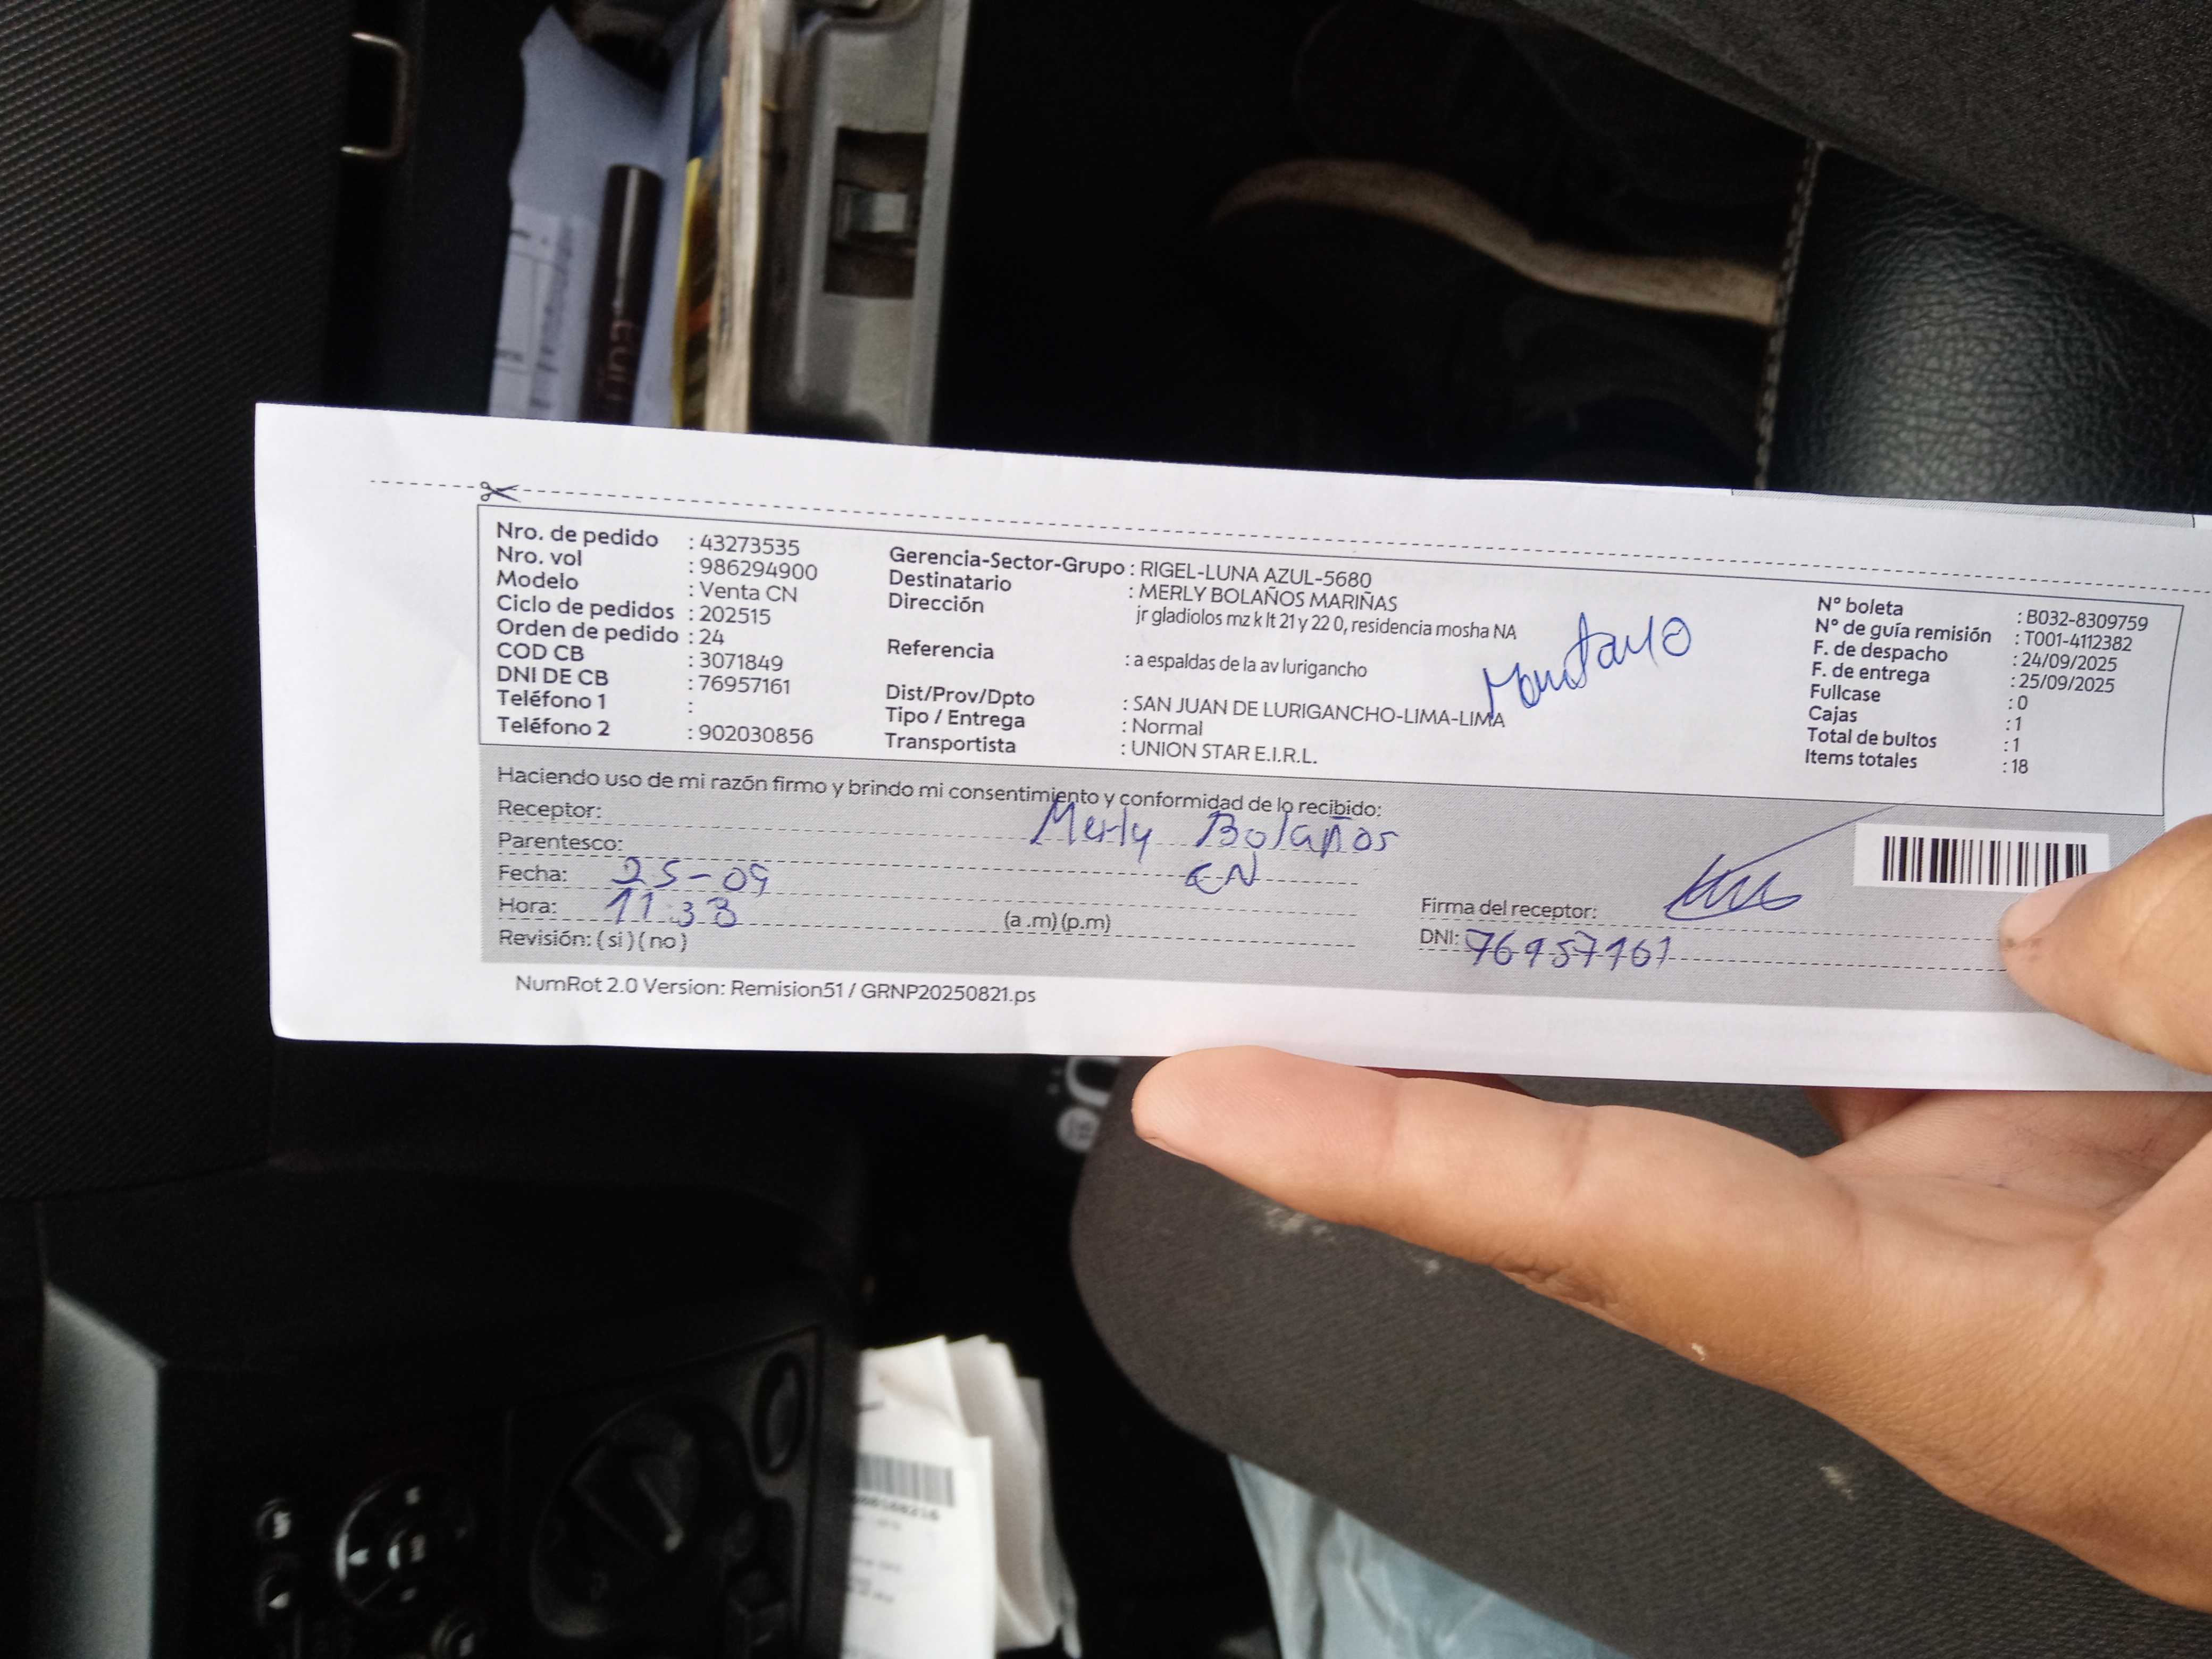 Nro. de pedido : 43273535
Nro. vol : 986294900
Modelo : Venta CN
Ciclo de pedidos : 202515
Orden de pedido : 24
COD CB : 3071849
DNI DE CB : 76957161
Teléfono 1 :
Teléfono 2 : 902030856
Gerencia-Sector-Grupo : RIGEL-LUNA AZUL-5680
Destinatario : MERLY BOLAÑOS MARIÑAS
Dirección jr gladiolos mz k lt 21 y 22 0, residencia mosha NA
Referencia : a espaldas de la av lurigancho
Dist/Prov/Dpto : SAN JUAN DE LURIGANCHO-LIMA-LIMA
Tipo / Entrega : Normal
Transportista : UNION STAR E.I.R.L.
N° boleta : B032-8309759
N° de guía remisión : T001-4112382
F. de despacho : 24/09/2025
F. de entrega : 25/09/2025
Fullcase : 0
Cajas : 1
Total de bultos : 1
Items totales : 18
Haciendo uso de mi razón firmo y brindo mi consentimiento y conformidad de lo recibido:
Receptor: Merly Bolaños
Parentesco: CN
Fecha: 25-09
Hora: 11:38 (a .m) (p.m)
Revisión: ( si ) ( no )
Firma del receptor:
DNI: 76957161
NumRot 2.0 Version: Remision51 / GRNP20250821.ps